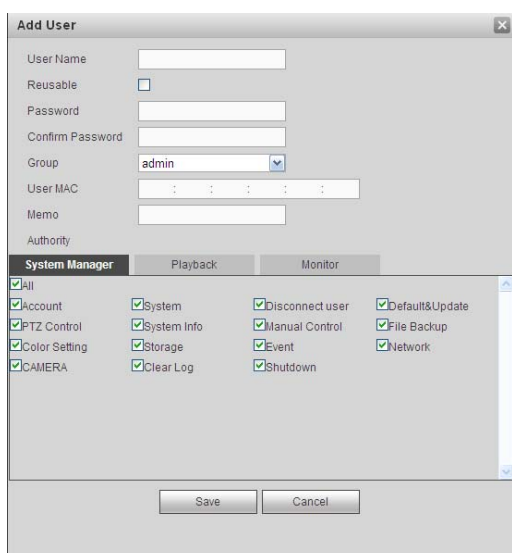 Add User
User Name
Reusable
Password
Confirm Password
Group admin
User MAC : : : : :
Memo
Authority
System Manager Playback Monitor
All
Account System Disconnect user Default&Update
PTZ Control System Info Manual Control File Backup
Color Setting Storage Event Network
CAMERA Clear Log Shutdown
Save Cancel